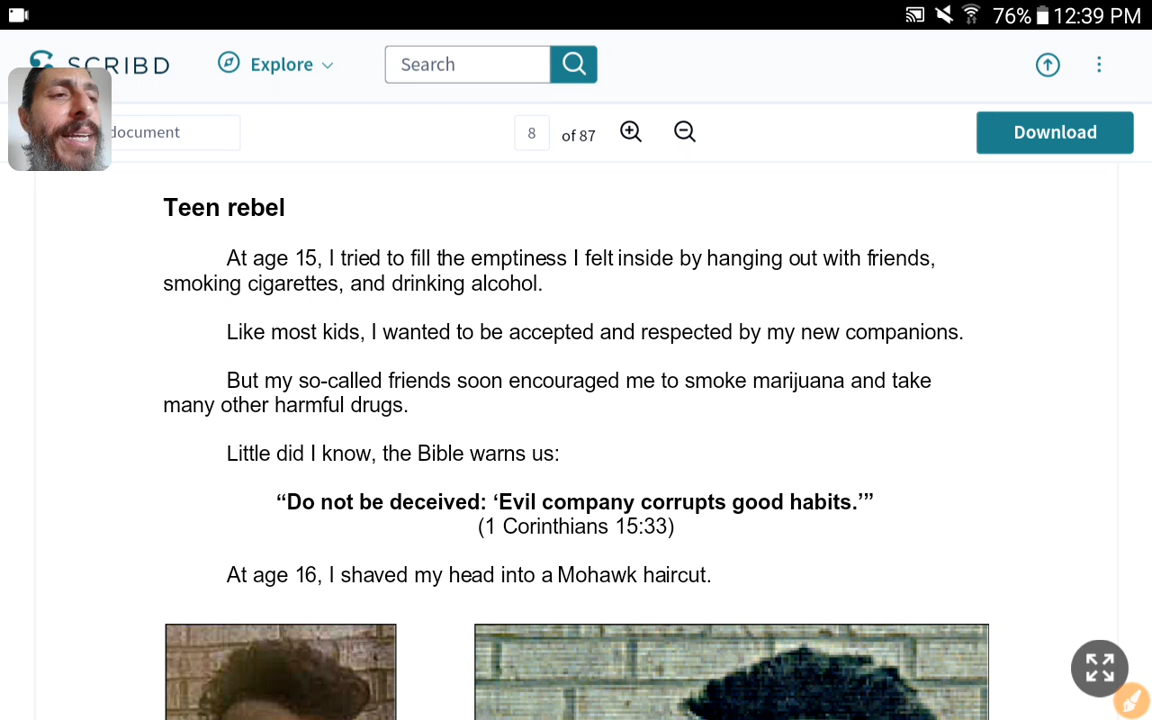 76% 12:39 PM
SCRIBD Explore Search
document 8 of 87 Download
Teen rebel
At age 15, I tried to fill the emptiness I felt inside by hanging out with friends,
smoking cigarettes, and drinking alcohol.
Like most kids, I wanted to be accepted and respected by my new companions.
But my so-called friends soon encouraged me to smoke marijuana and take
many other harmful drugs.
Little did I know, the Bible warns us:
“Do not be deceived: ‘Evil company corrupts good habits.’”
(1 Corinthians 15:33)
At age 16, I shaved my head into a Mohawk haircut.